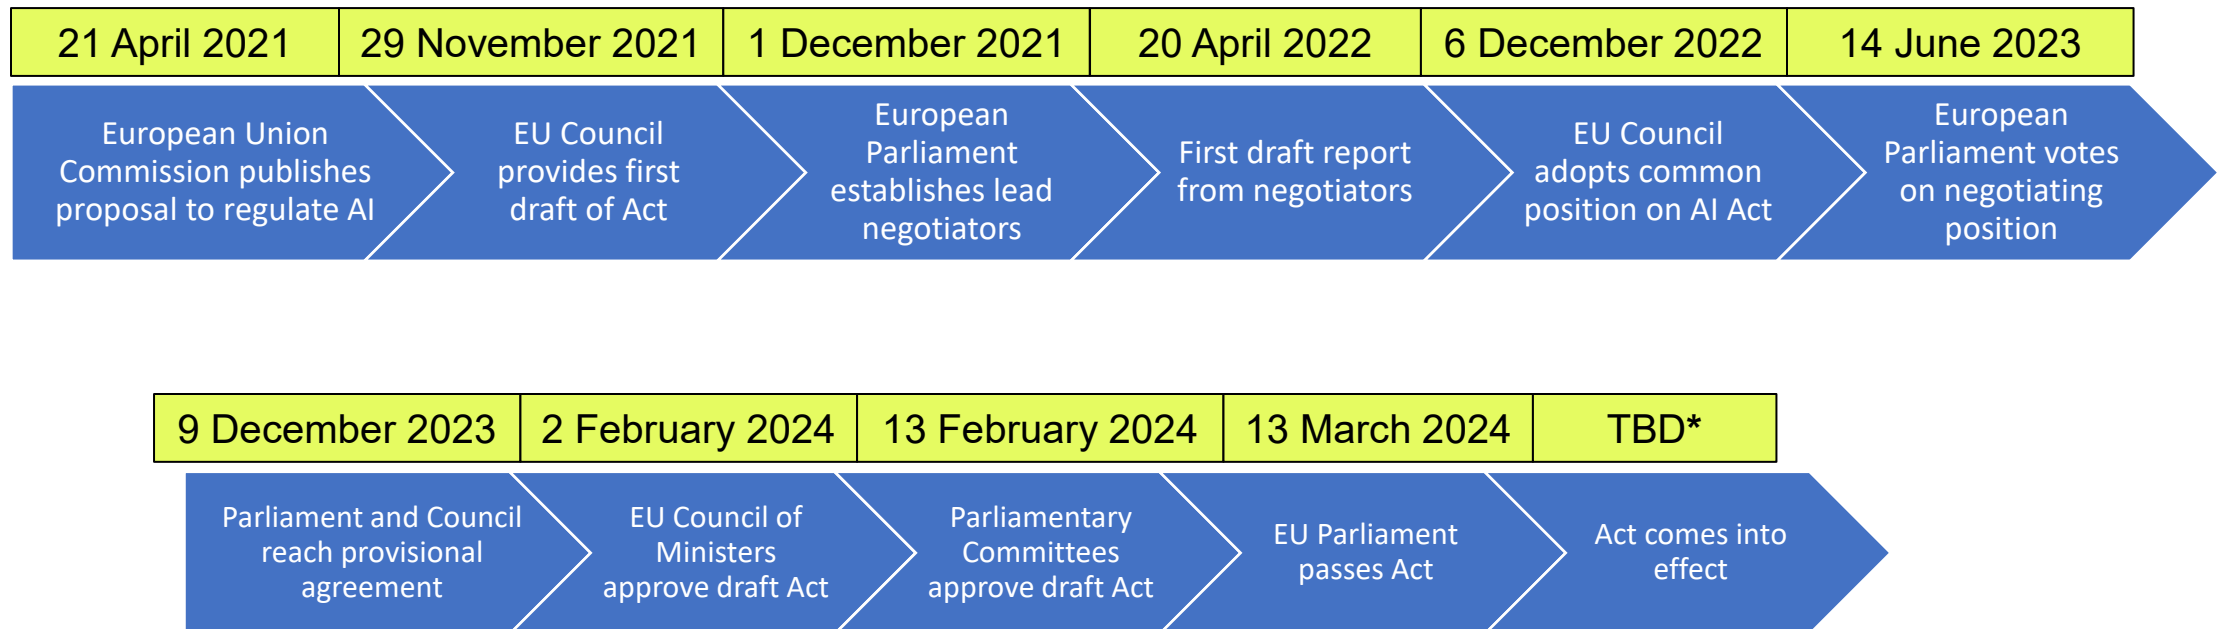 21 April 2021
29 November 2021
1 December 2021
20 April 2022
6 December 2022
14 June 2023
European Union
Commission publishes
proposal to regulate AI
EU Council
provides first
draft of Act
European
Parliament
establishes lead
negotiators
First draft report
from negotiators
EU Council
adopts common
position on AI Act
European
Parliament votes
on negotiating
position
9 December 2023
2 February 2024
13 February 2024
13 March 2024
TBD*
Parliament and Council
reach provisional
agreement
EU Council of
Ministers
approve draft Act
Parliamentary
Committees
approve draft Act
EU Parliament
passes Act
Act comes into
effect